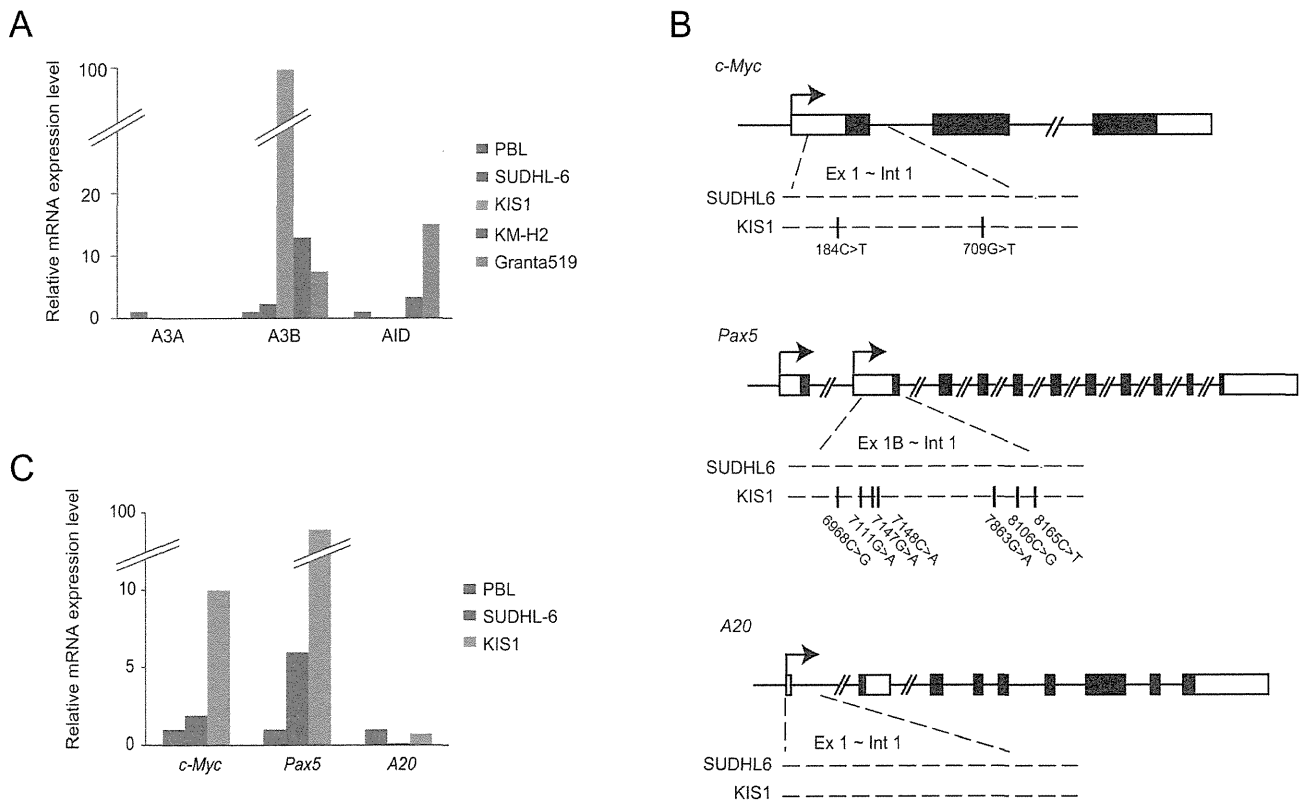 A
Relative mRNA expression level
100
20
10
0
A3A
A3B
AID
PBL
SUDHL-6
KIS1
KM-H2
Granta519
B
c-Myc
Ex 1 ~ Int 1
SUDHL6
KIS1
184C>T
709G>T
Pax5
Ex 1B ~ Int 1
SUDHL6
KIS1
6968C>G
7111G>A
7147G>A
7148C>A
7863G>A
8106C>G
8165C>T
A20
Ex 1 ~ Int 1
SUDHL6
KIS1
C
Relative mRNA expression level
100
10
5
0
c-Myc
Pax5
A20
PBL
SUDHL-6
KIS1